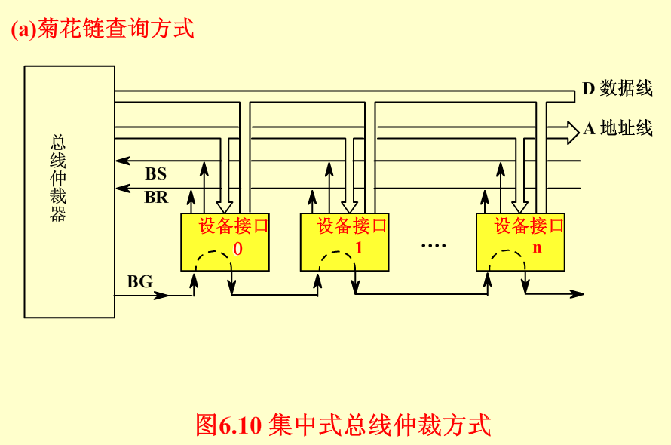 (a)菊花链查询方式
D 数据线
A 地址线
总线仲裁器
BS
BR
设备接口
0
设备接口
1
....
设备接口
n
BG
图6.10 集中式总线仲裁方式